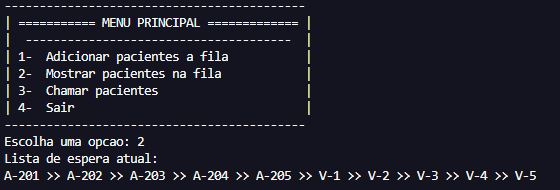 -------------------------------------------
| =========== MENU PRINCIPAL ============= |
|  --------------------------------------  |
| 1-  Adicionar pacientes a fila           |
| 2-  Mostrar pacientes na fila            |
| 3-  Chamar pacientes                     |
| 4-  Sair                                 |
-------------------------------------------
Escolha uma opcao: 2
Lista de espera atual:
A-201 >> A-202 >> A-203 >> A-204 >> A-205 >> V-1 >> V-2 >> V-3 >> V-4 >> V-5